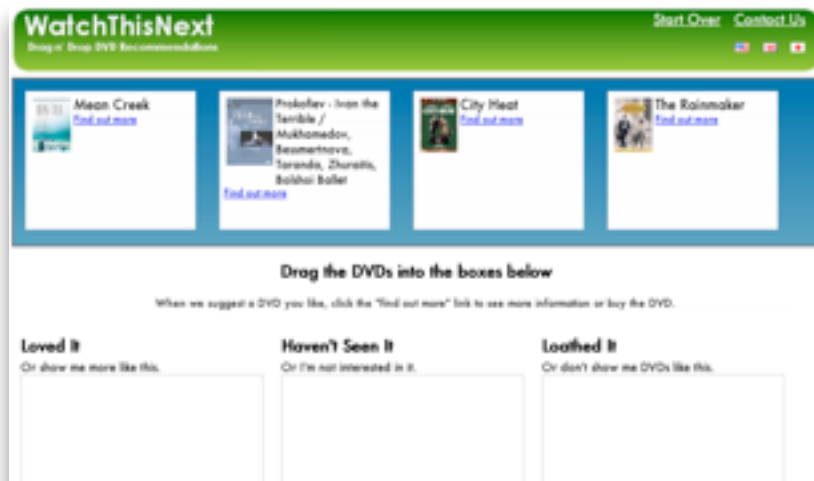 WatchThisNext
Start Over Contact Us
Drag n' Drop DVD Recommendations
Mean Creek
Find out more
Prokofiev - Ivan the
Terrible /
Mukhamedov,
Bessmertnova,
Taranda, Zhuraitis,
Bolshoi Ballet
Find out more
City Heat
Find out more
The Rainmaker
Find out more
Drag the DVDs into the boxes below
When we suggest a DVD you like, click the "find out more" link to see more information or buy the DVD.
Loved It
Or show me more like this.
Haven't Seen It
Or I'm not interested in it.
Loathed It
Or don't show me DVDs like this.